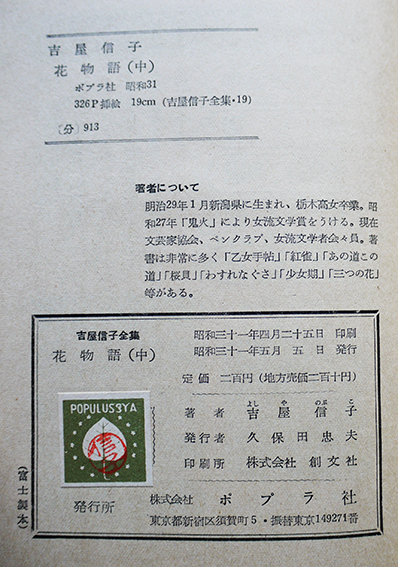 吉屋信子
花物語(中)
ポプラ社 昭和31
326P 挿絵 19cm (吉屋信子全集・19)
〔分〕 913
著者について
明治29年1月新潟県に生まれ、栃木高女卒業。昭
和27年「鬼火」により女流文学賞をうける。現在
文芸家協会、ペンクラブ、女流文学者会々員。著
書は非常に多く「乙女手帖」「紅雀」「あの道この
道」「桜貝」「わすれなぐさ」「少女期」「三つの花」
等がある。
吉屋信子全集
花物語(中)
昭和三十一年四月二十五日 印刷
昭和三十一年五月 五日 発行
定価 二百円(地方売価二百十円)
よし や のぶ こ
著者 吉屋信子
発行者 久保田忠夫
印刷所 株式会社 創文社
POPULUSSYA
信
発行所 株式会社 ポプラ社
東京都新宿区須賀町5・振替東京149271番
(富士製本)